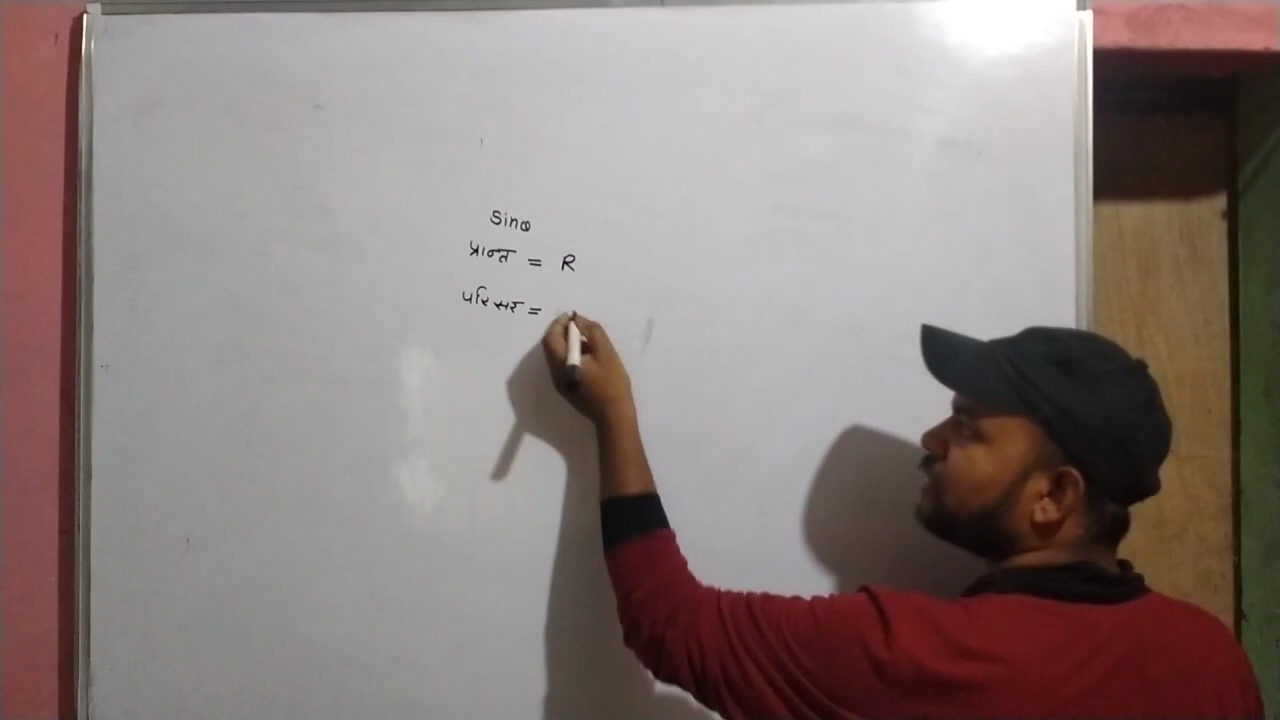 Sinθ
प्रान्त = R
परिसर =